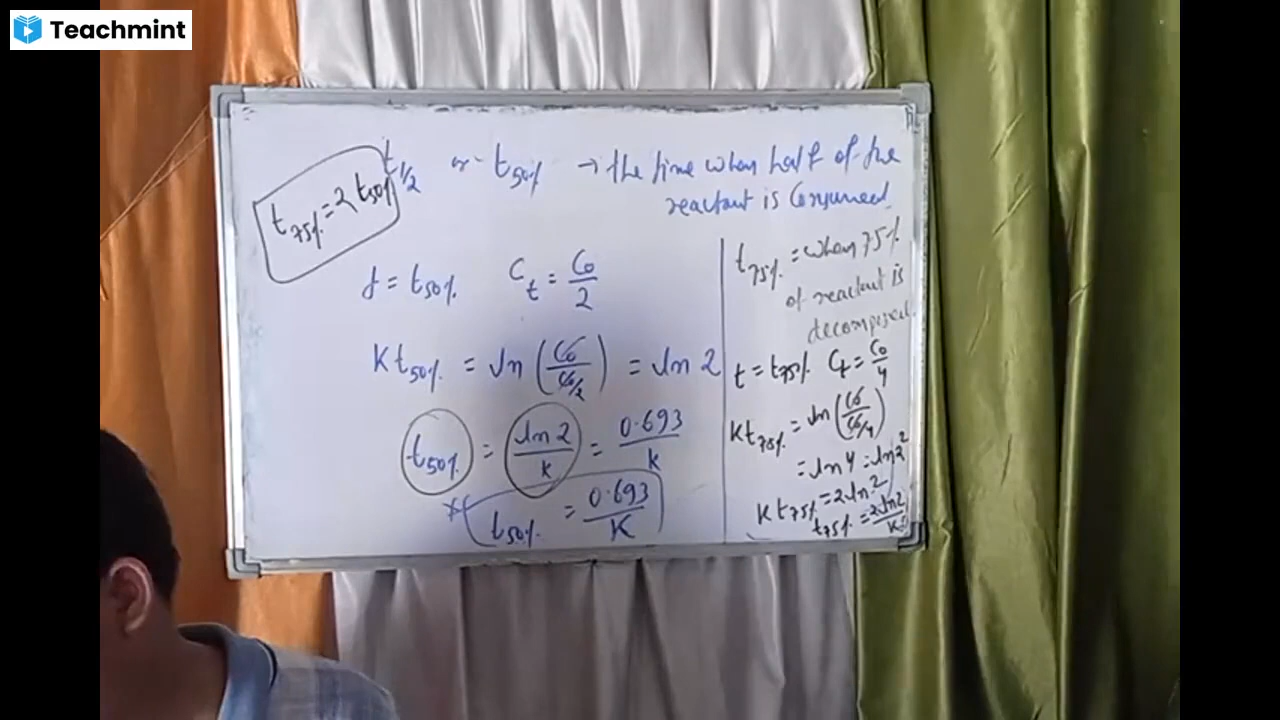 Teachmint
t1/2 or t50% → the time when half of the
reactant is Consumed.
t75% = 2 t50%
t = t50%  Ct = C0/2
Kt50% = ln (C0/(C0/2)) = ln 2
t50% = ln 2/k = 0.693/k
t50% = 0.693/K
t75% = when 75%
of reactant is
decomposed.
t = t75%  Ct = C0/4
Kt75% = ln (C0/(C0/4))
= ln 4 = ln 2²
Kt75% = 2 ln 2
t75% = 2 ln 2/K